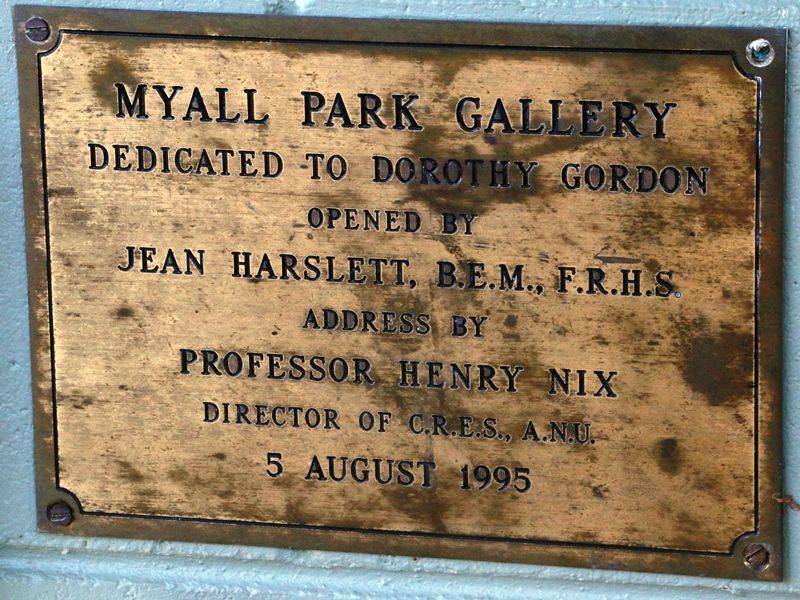 MYALL PARK GALLERY
DEDICATED TO DOROTHY GORDON
OPENED BY
JEAN HARSLETT, B.E.M., F.R.H.S.
ADDRESS BY
PROFESSOR HENRY NIX
DIRECTOR OF C.R.E.S., A.N.U.
5 AUGUST 1995